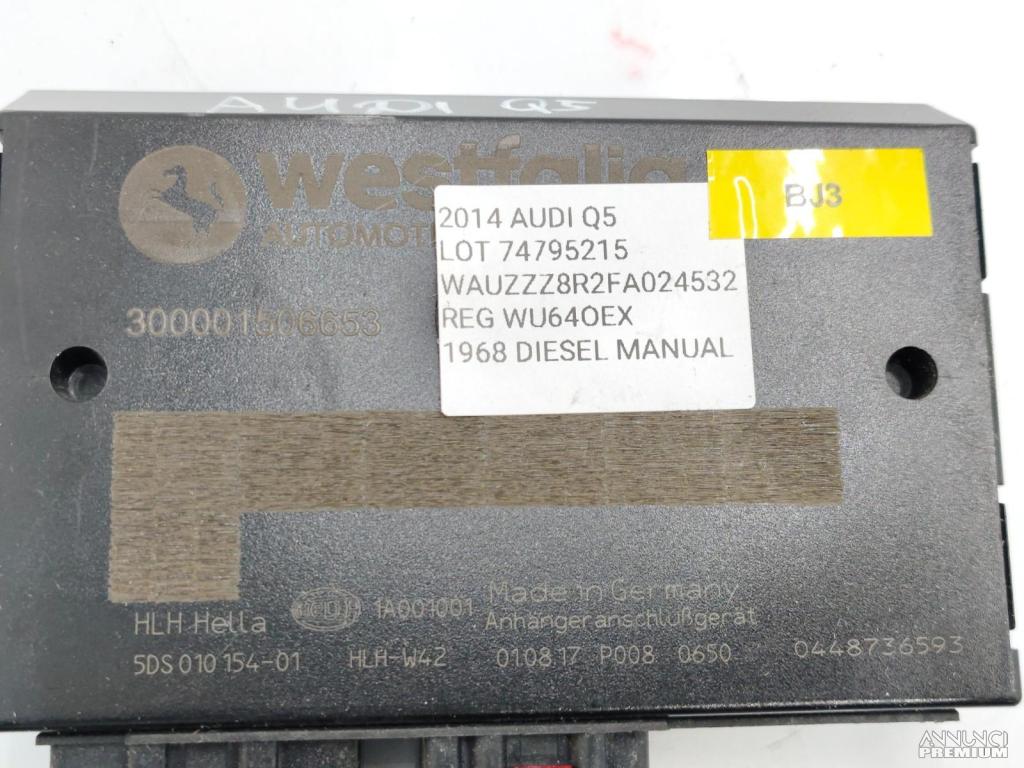 AUDI Q5
westfalia
AUTOMOTI
BJ3
2014 AUDI Q5
LOT 74795215
WAUZZZ8R2FA024532
REG WU64OEX
1968 DIESEL MANUAL
300001506653
HLH Hella
1A001001
Made in Germany
Anhängeranschlußgerät
5DS 010 154-01 HLH-W42 010817 P008 0650 0448736593
ANNUNCI
PREMIUM